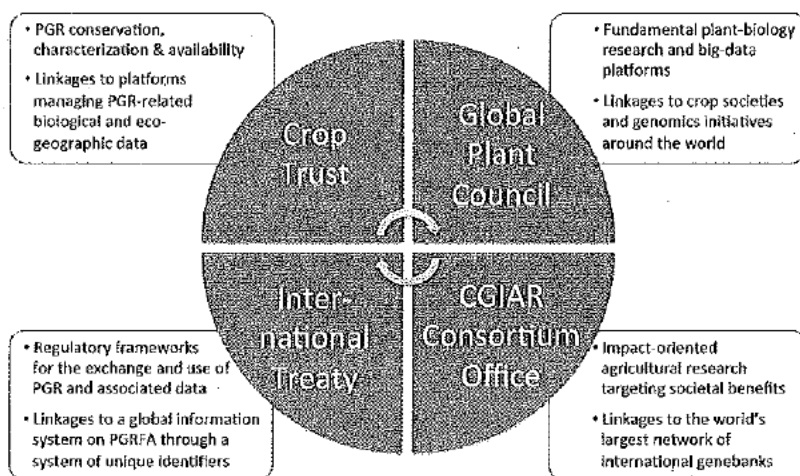 • PGR conservation,
characterization & availability
• Linkages to platforms
managing PGR-related
biological and eco-
geographic data
• Fundamental plant-biology
research and big-data
platforms
• Linkages to crop societies
and genomics initiatives
around the world
Crop
Trust
Global
Plant
Council
Inter-
national
Treaty
CGIAR
Consortium
Office
• Regulatory frameworks
for the exchange and use of
PGR and associated data
• Linkages to a global information
system on PGRFA through a
system of unique identifiers
• Impact-oriented
agricultural research
targeting societal benefits
• Linkages to the world's
largest network of
international genebanks